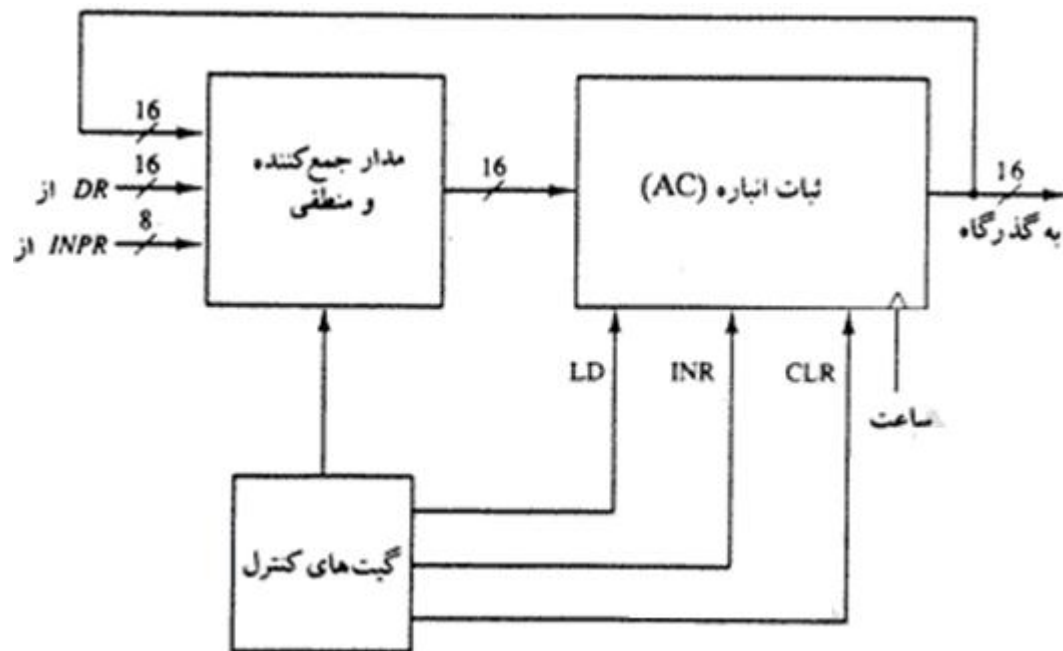 16
16
از DR
8
از INPR
مدار جمع‌کننده
و منطقی
16
ثبات انباره (AC)
16
به گذرگاه
LD
INR
CLR
ساعت
گیت‌های کنترل